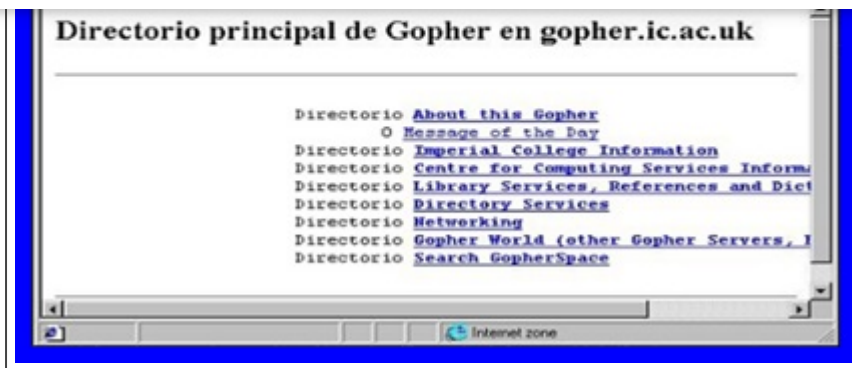 Directorio principal de Gopher en gopher.ic.ac.uk
Directorio About this Gopher
O Message of the Day
Directorio Imperial College Information
Directorio Centre for Computing Services Informa
Directorio Library Services, References and Dict
Directorio Directory Services
Directorio Networking
Directorio Gopher World (other Gopher Servers,
Directorio Search GopherSpace
Internet zone